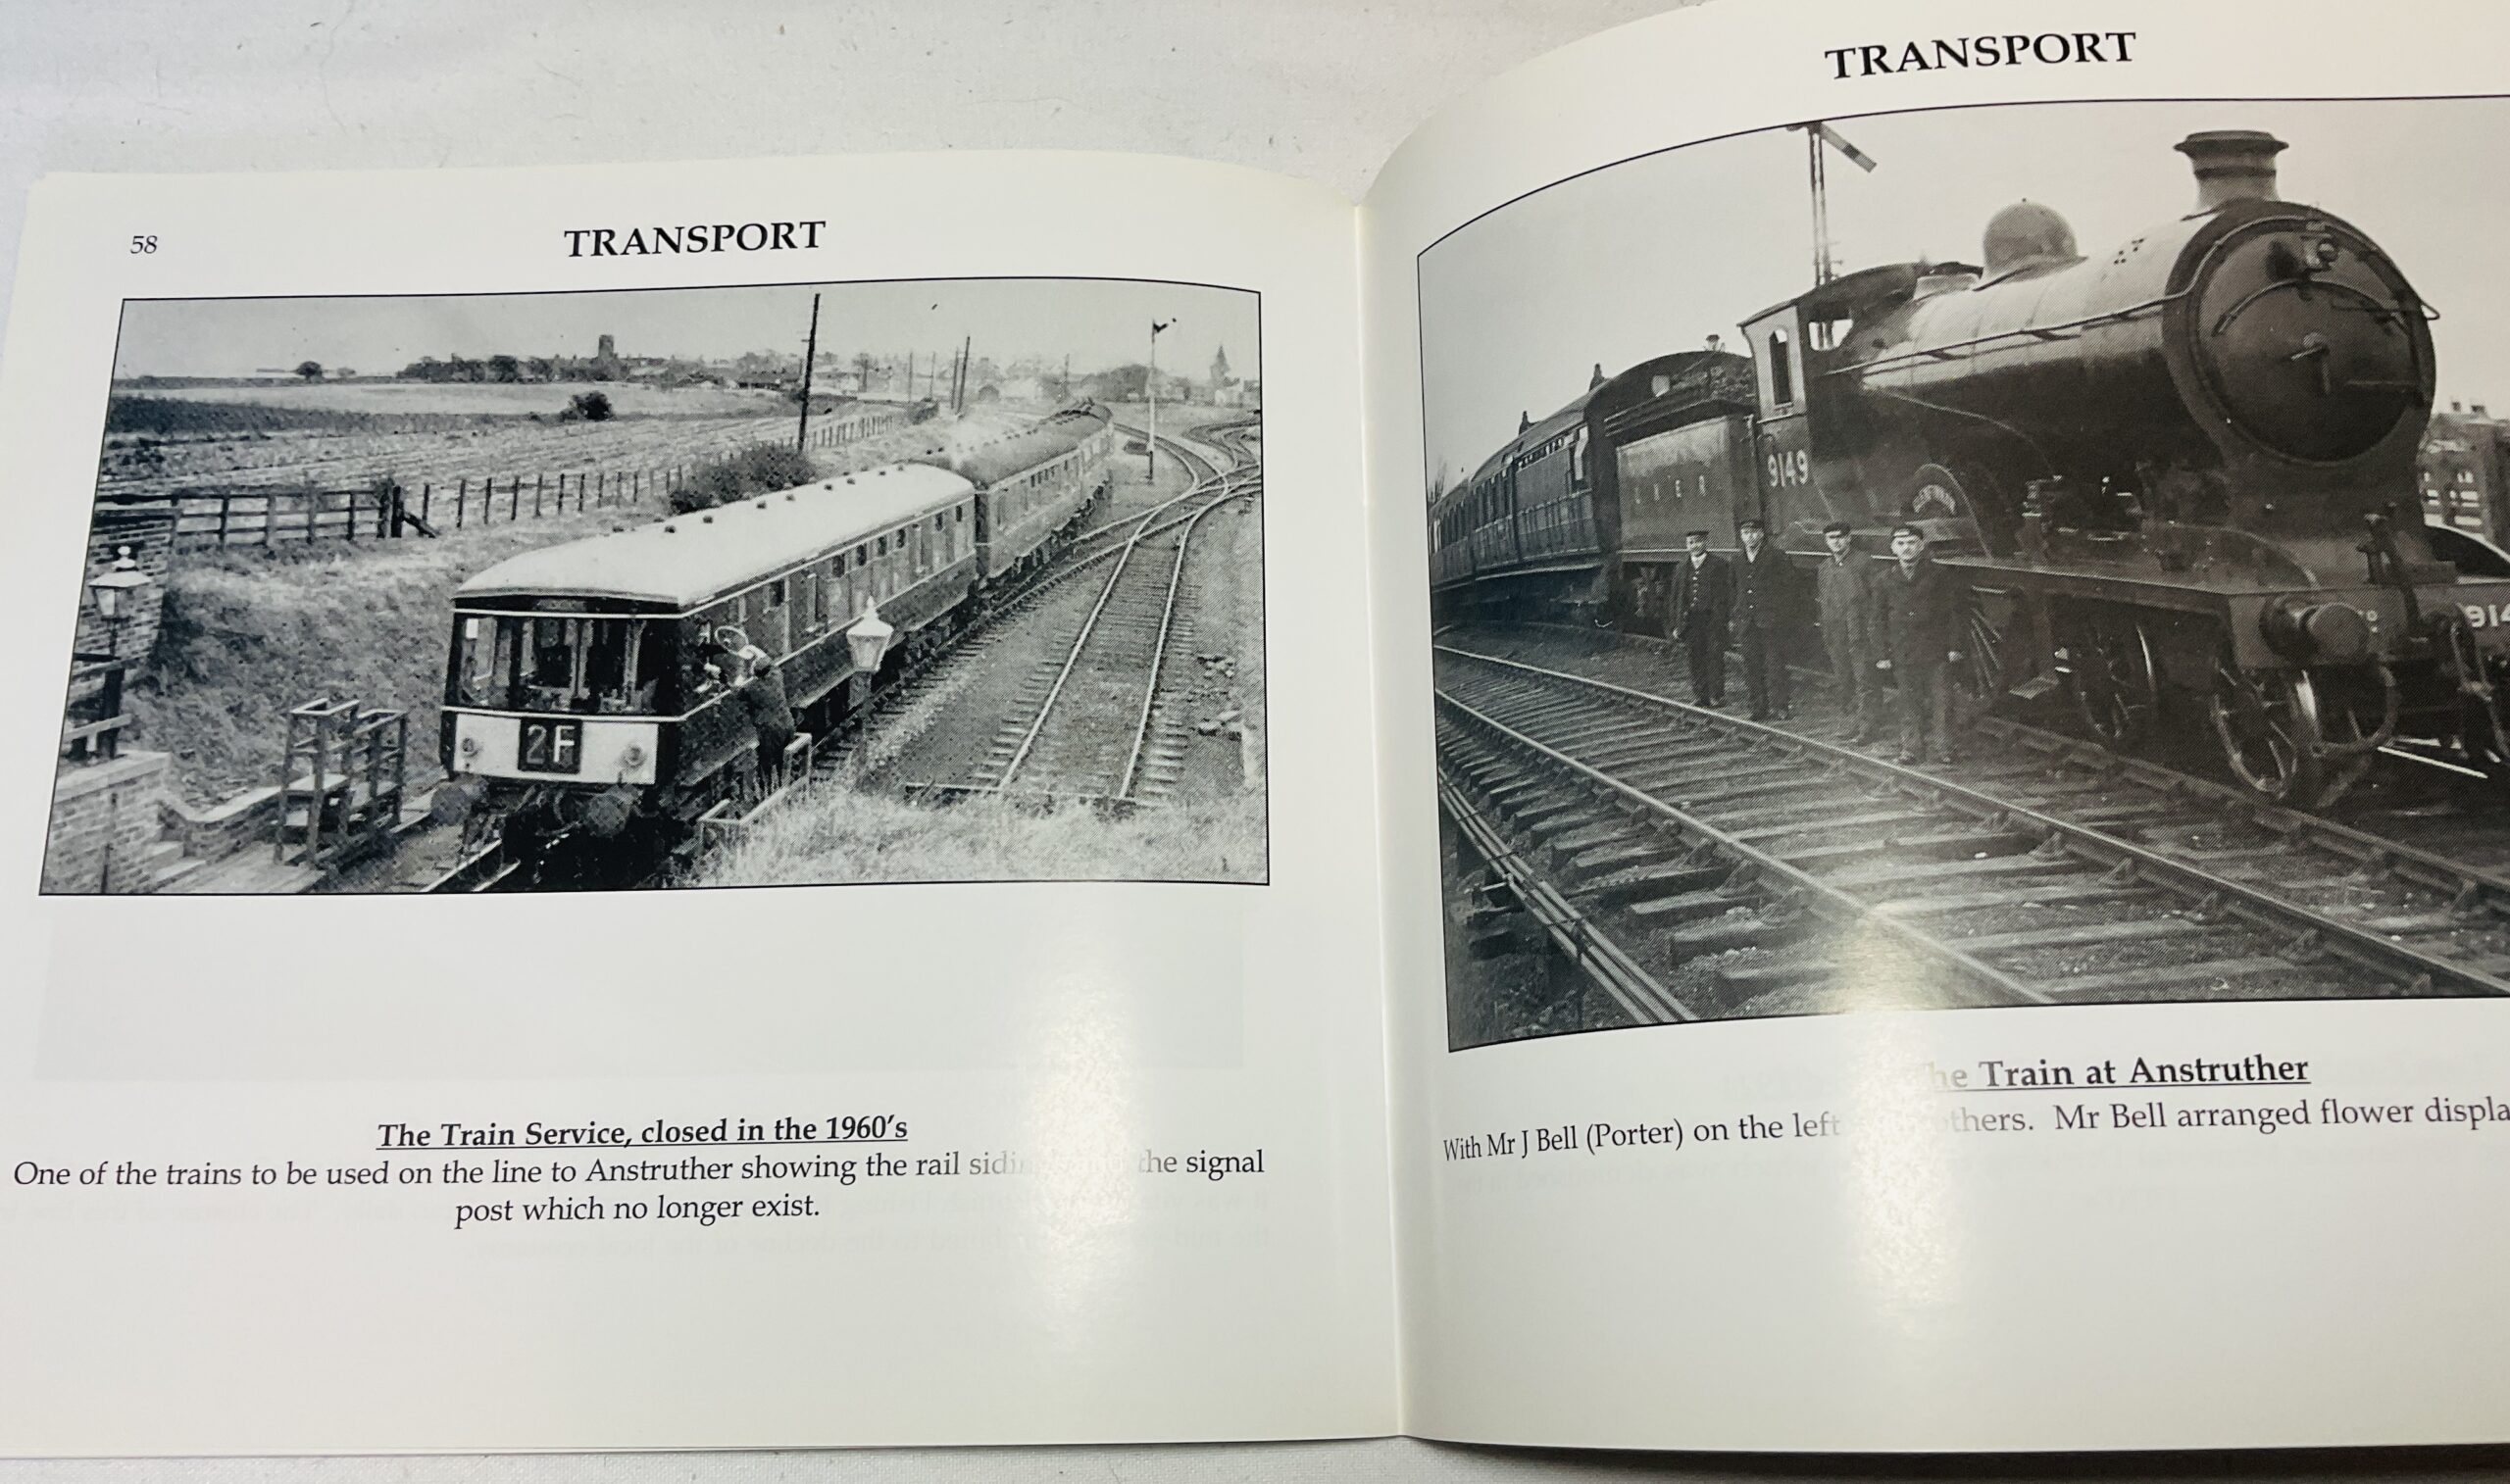 58
TRANSPORT
2F
The Train Service, closed in the 1960's
One of the trains to be used on the line to Anstruther showing the rail the signal
post which no longer exist.
TRANSPORT
L N E R
9149
914
Train at Anstruther
With Mr J Bell (Porter) on the left Mr Bell arranged flower